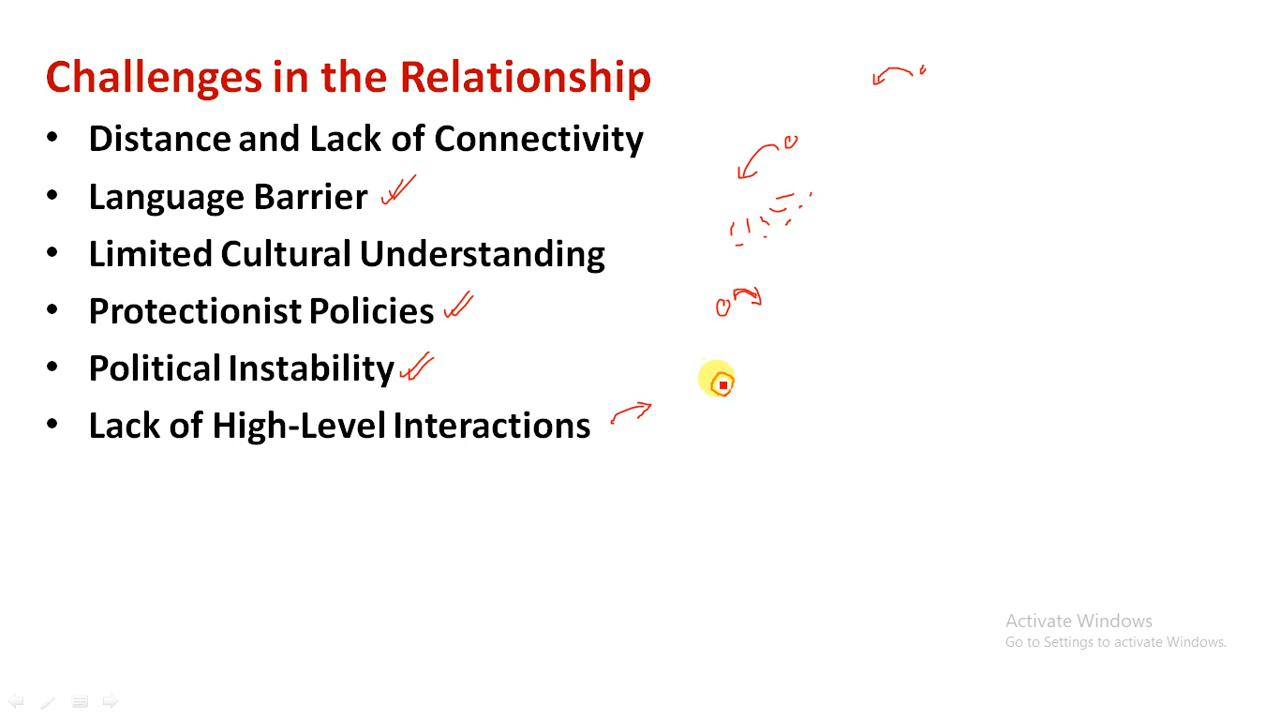 Challenges in the Relationship
• Distance and Lack of Connectivity
• Language Barrier
• Limited Cultural Understanding
• Protectionist Policies
• Political Instability
• Lack of High-Level Interactions
Activate Windows
Go to Settings to activate Windows.